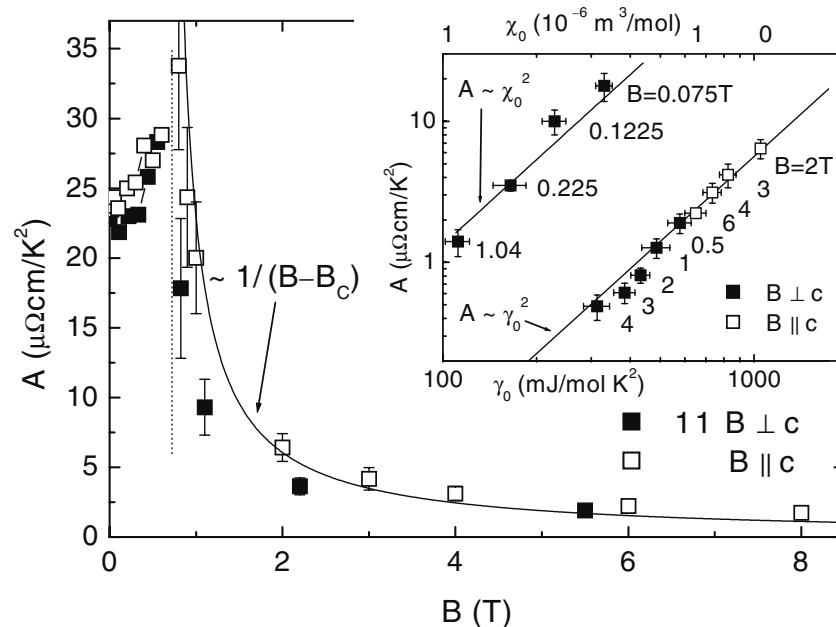 χ₀ (10⁻⁶ m³/mol)
1 1 0
35
30
25
20
15
10
5
0
A (μΩcm/K²)
0 2 4 6 8
B (T)
~ 1/(B−B_C)
10
1
A (μΩcm/K²)
A ~ χ₀²
B=0.075T
0.1225
0.225
1.04
B=2T
3
4
6
0.5
1
2
3
4
A ~ γ₀²
B ⊥ c
B ∥ c
100 1000
γ₀ (mJ/mol K²)
11 B ⊥ c
B ∥ c